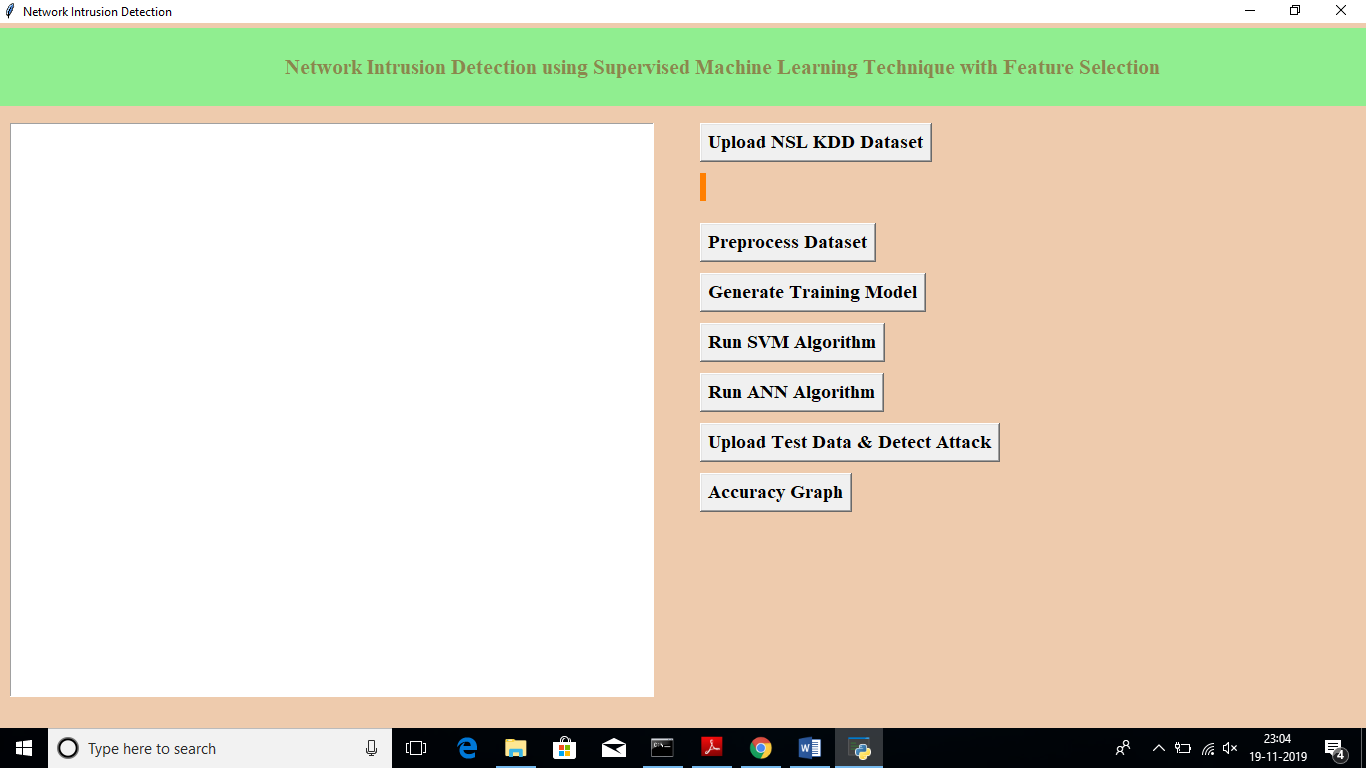 Network Intrusion Detection
Network Intrusion Detection using Supervised Machine Learning Technique with Feature Selection
Upload NSL KDD Dataset
Preprocess Dataset
Generate Training Model
Run SVM Algorithm
Run ANN Algorithm
Upload Test Data & Detect Attack
Accuracy Graph
Type here to search
23:04
19-11-2019
4